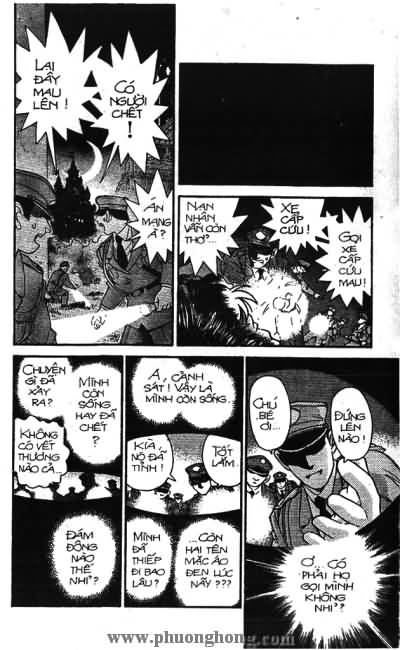 LẠI
ĐÂY
MAU
LÊN !
CÓ
NGƯỜI
CHẾT
!
ÁN
MẠNG
À?
NẠN
NHÂN
VẪN CÒN
THỞ...
XE
CẤP
CỨU !
GỌI
XE
CẤP
CỨU
MAU !
CHUYỆN
GÌ ĐÃ
XẢY
RA?
KHÔNG
CÓ VẾT
THƯƠNG
NÀO CẢ...
MÌNH
CÒN
SỐNG
HAY ĐÃ
CHẾT
?
ĐÁM
ĐÔNG
NÀO
THẾ
NHỈ?
A, CẢNH
SÁT ! VẬY LÀ
MÌNH CÒN SỐNG.
KÌA
NÓ ĐÃ
TỈNH !
TỐT
LẮM.
MÌNH
ĐÃ
THIẾP
ĐI BAO
LÂU?
...CÒN
HAI TÊN
MẶC ÁO
ĐEN LÚC
NÃY ???
CHÚ
BÉ
ƠI...
ĐỨNG
LÊN
NÀO !
Ơ... CÓ
PHẢI HỌ
GỌI MÌNH
KHÔNG
NHỈ??
www.phuonghong.com